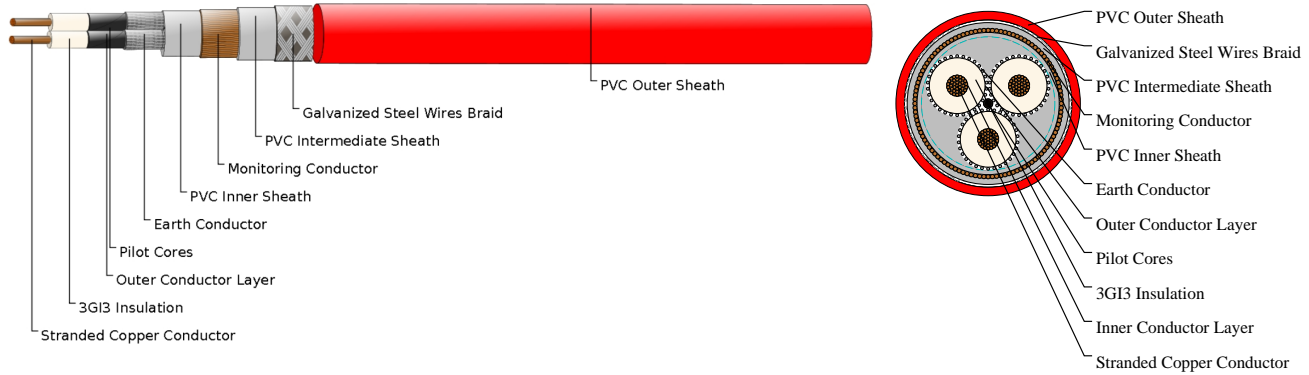 PVC Outer Sheath
Galvanized Steel Wires Braid
PVC Intermediate Sheath
Monitoring Conductor
PVC Inner Sheath
Earth Conductor
Pilot Cores
Outer Conductor Layer
3GI3 Insulation
Stranded Copper Conductor
PVC Outer Sheath
Galvanized Steel Wires Braid
PVC Intermediate Sheath
Monitoring Conductor
PVC Inner Sheath
Earth Conductor
Outer Conductor Layer
Pilot Cores
3GI3 Insulation
Inner Conductor Layer
Stranded Copper Conductor